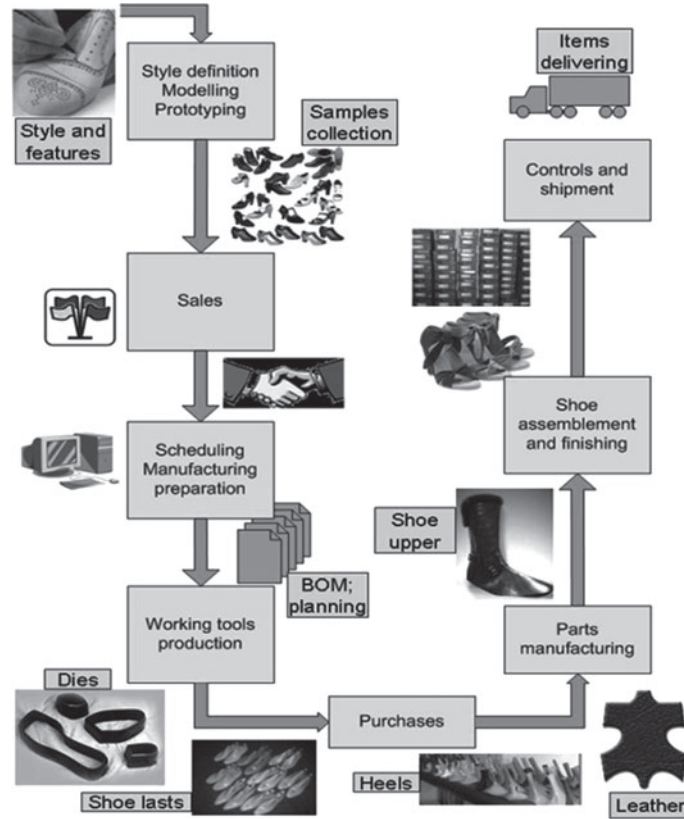 Style definition
Modelling
Prototyping
Style and
features
Samples
collection
Sales
Scheduling
Manufacturing
preparation
BOM;
planning
Working tools
production
Dies
Shoe lasts
Purchases
Heels
Leather
Parts
manufacturing
Shoe
upper
Shoe
assemblement
and finishing
Controls and
shipment
Items
delivering